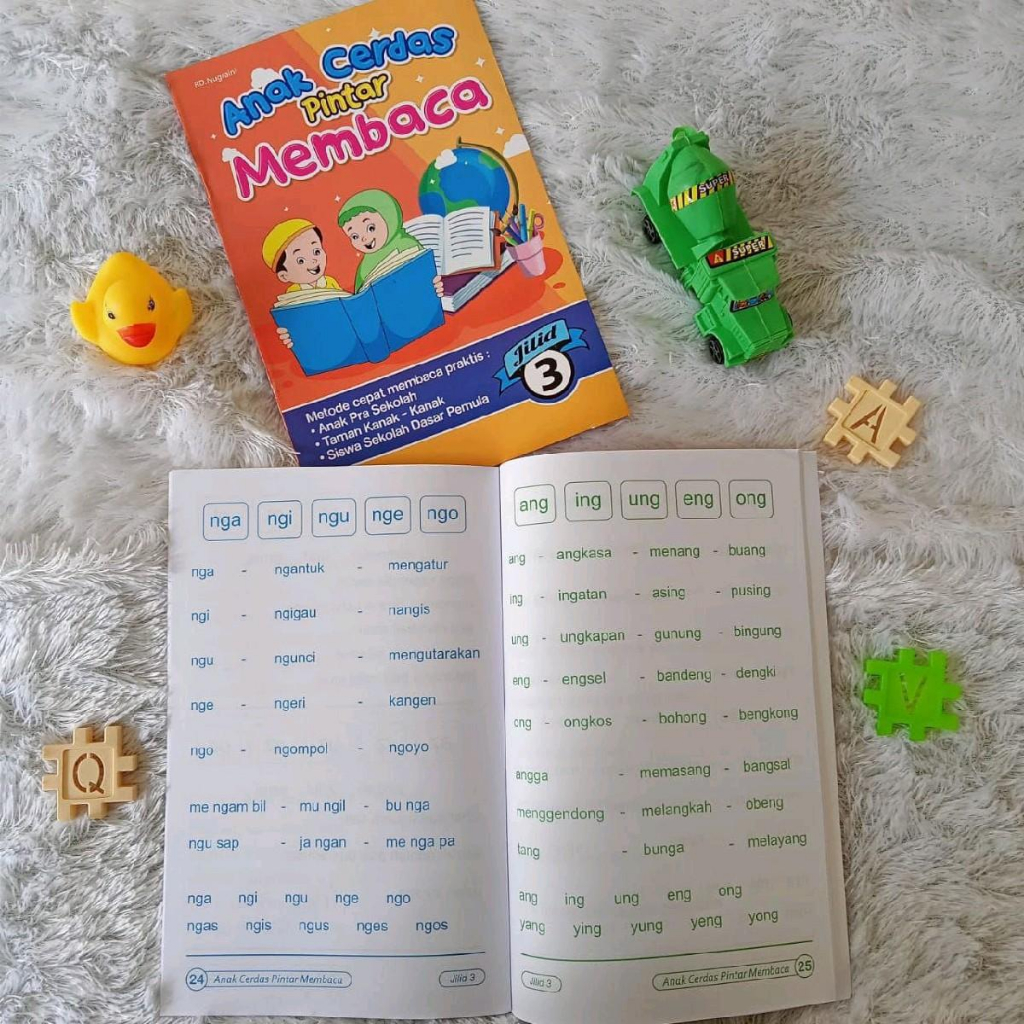 Anak Cerdas
Pintar
Membaca
Metode cepat membaca praktis :
• Anak Pra Sekolah
• Taman Kanak - Kanak
• Siswa Sekolah Dasar Pemula
Jilid
3
SUPER
A
V
Q
nga ngi ngu nge ngo
nga - ngantuk - mengatur
ngi - ngigau - nangis
ngu - ngunci - mengutarakan
nge - ngeri - kangen
ngo - ngompol - ngoyo
me ngam bil - mu ngil - bu nga
ngu sap - ja ngan - me nga pa
nga ngi ngu nge ngo
ngas ngis ngus nges ngos
24 Anak Cerdas Pintar Membaca Jilid 3
ang ing ung eng ong
ang - angkasa - menang - buang
ing - ingatan - asing - pusing
ung - ungkapan - gunung - bingung
eng - engsel - bandeng - dengki
ong - ongkos - bohong - bengkong
angga - memasang - bangsat
menggendong - melangkah - obeng
tang - bunga - melayang
ang ing ung eng ong
yang ying yung yeng yong
Jilid 3 Anak Cerdas Pintar Membaca 25